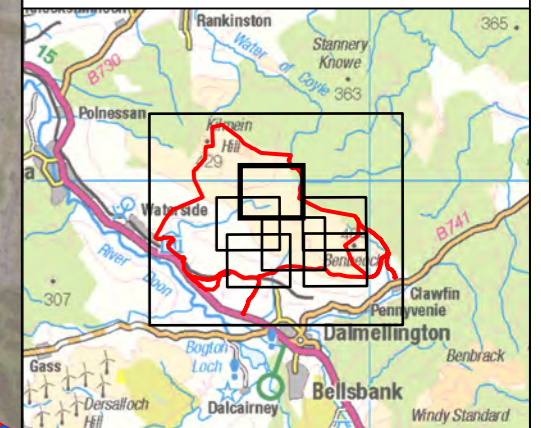 Rankinston
365
15
B730
Water of Coyle
Stannery
Knowe
363
Polnessan
Kilmein
Hill
429
a
Waterside
B741
River Doon
Benbeoch
307
Clawfin
Pennyvenie
Dalmellington
Bogton
Loch
Benbrack
Gass
Bellsbank
Dersalloch
Hill
Dalcairney
Windy Standard